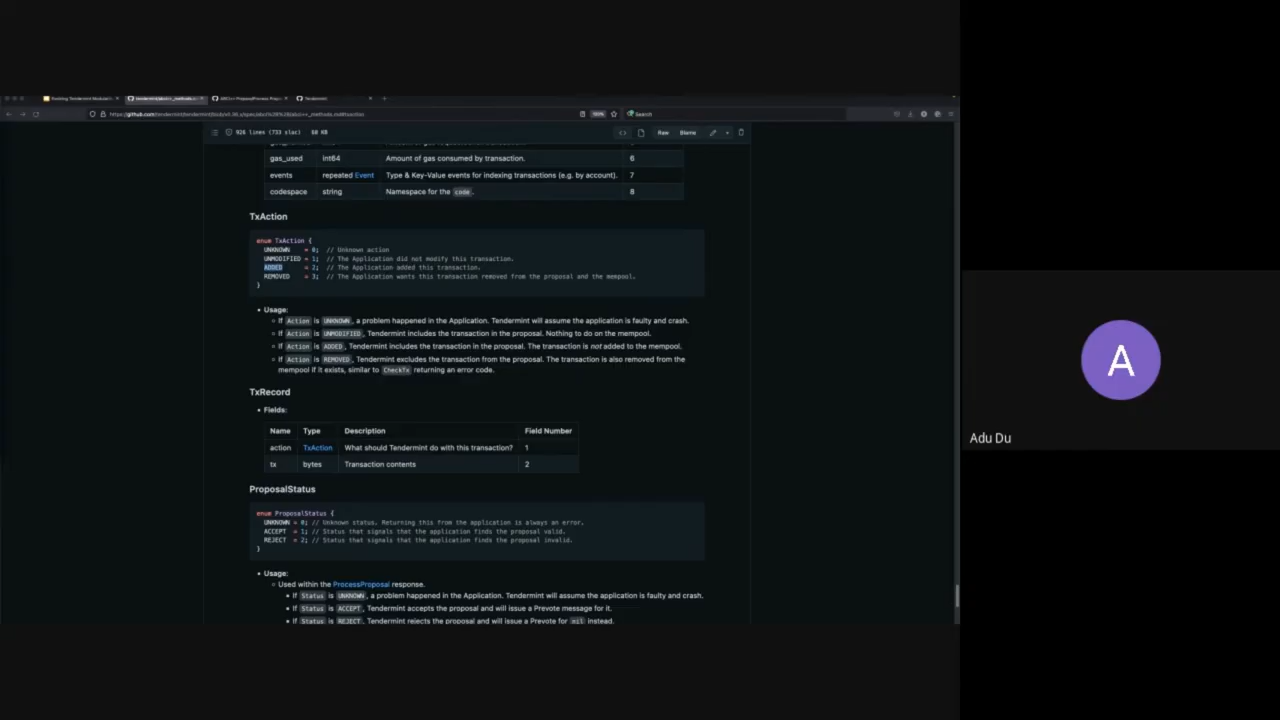 Search
926 lines (733 sloc) 60 KB
Raw Blame
gas_used int64 Amount of gas consumed by transaction. 6
events repeated Event Type & Key-Value events for indexing transactions (e.g. by account). 7
codespace string Namespace for the code. 8
TxAction
enum TxAction {
UNKNOWN = 0; // Unknown action
UNMODIFIED = 1; // The Application did not modify this transaction.
ADDED = 2; // The Application added this transaction.
REMOVED = 3; // The Application wants this transaction removed from the proposal and the mempool.
}
• Usage:
○ If Action is UNKNOWN, a problem happened in the Application. Tendermint will assume the application is faulty and crash.
○ If Action is UNMODIFIED, Tendermint includes the transaction in the proposal. Nothing to do on the mempool.
○ If Action is ADDED, Tendermint includes the transaction in the proposal. The transaction is not added to the mempool.
○ If Action is REMOVED, Tendermint excludes the transaction from the proposal. The transaction is also removed from the
mempool if it exists, similar to CheckTx returning an error code.
TxRecord
• Fields:
Name Type Description Field Number
action TxAction What should Tendermint do with this transaction? 1
tx bytes Transaction contents 2
ProposalStatus
enum ProposalStatus {
UNKNOWN = 0; // Unknown status. Returning this from the application is always an error.
ACCEPT = 1; // Status that signals that the application finds the proposal valid.
REJECT = 2; // Status that signals that the application finds the proposal invalid.
}
• Usage:
○ Used within the ProcessProposal response.
■ If Status is UNKNOWN, a problem happened in the Application. Tendermint will assume the application is faulty and crash.
■ If Status is ACCEPT, Tendermint accepts the proposal and will issue a Prevote message for it.
■ If Status is REJECT, Tendermint rejects the proposal and will issue a Prevote for nil instead.
A
Adu Du